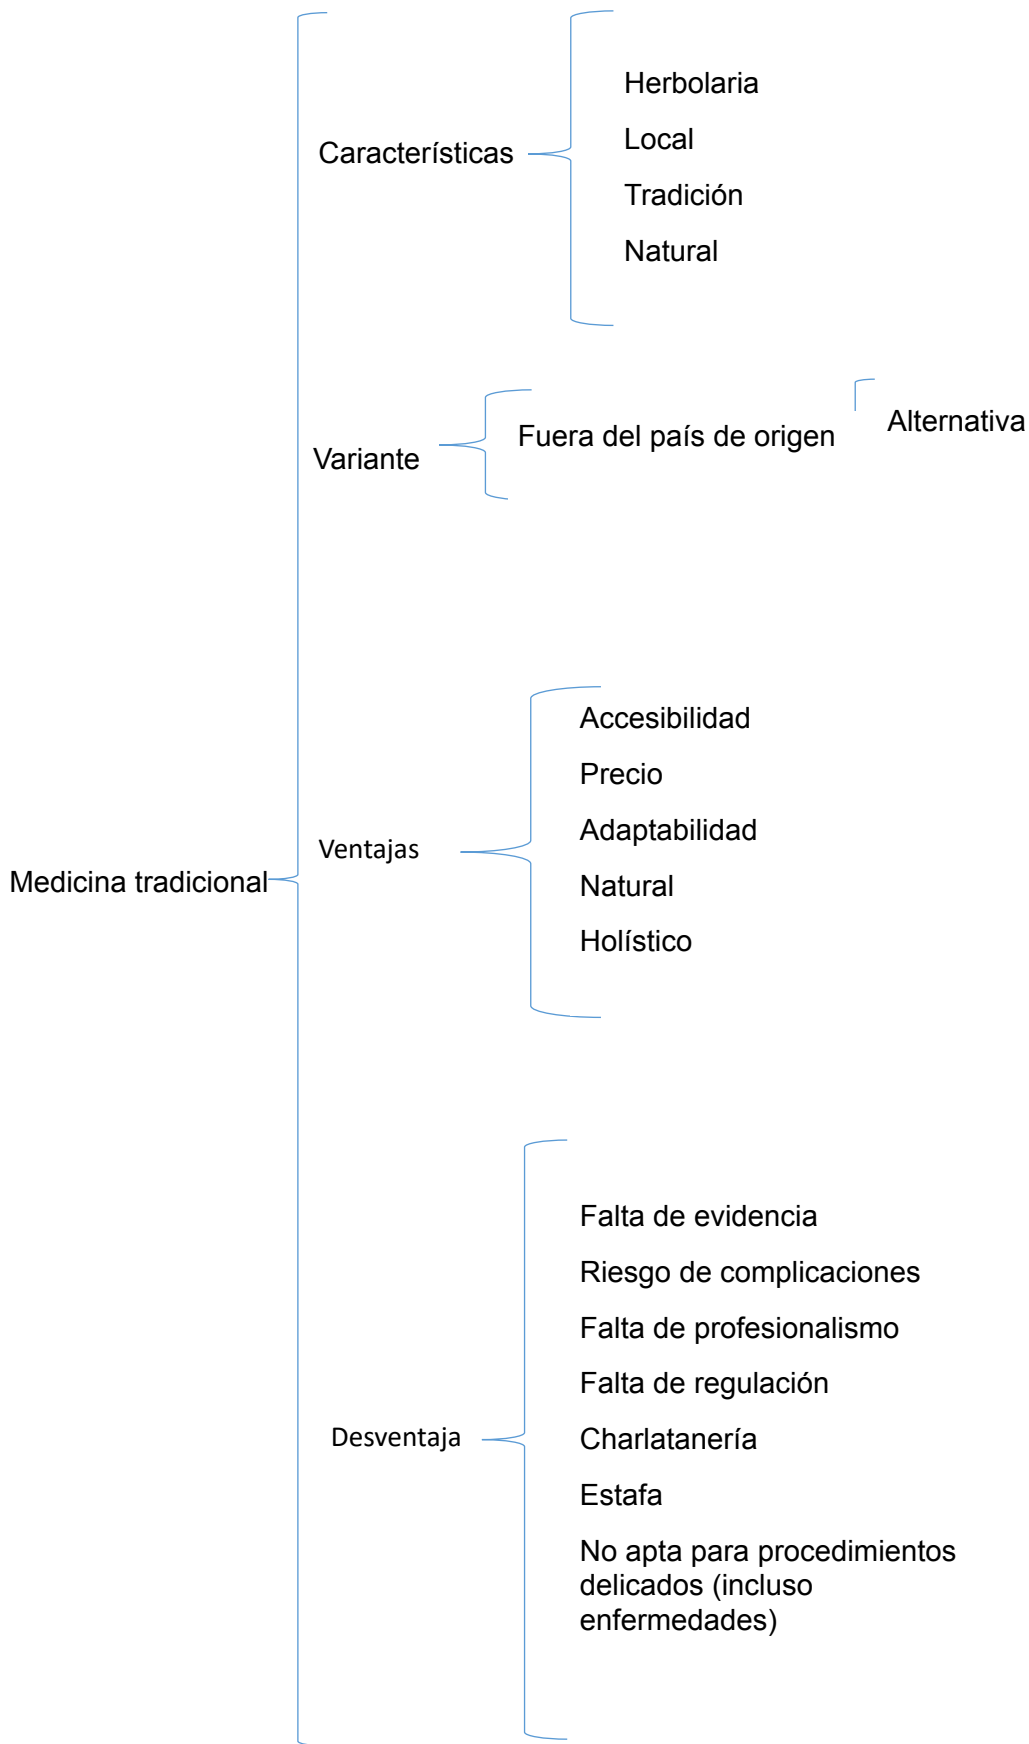 Medicina tradicional
Características
Herbolaria
Local
Tradición
Natural
Variante
Fuera del país de origen
Alternativa
Ventajas
Accesibilidad
Precio
Adaptabilidad
Natural
Holístico
Desventaja
Falta de evidencia
Riesgo de complicaciones
Falta de profesionalismo
Falta de regulación
Charlatanería
Estafa
No apta para procedimientos
delicados (incluso
enfermedades)